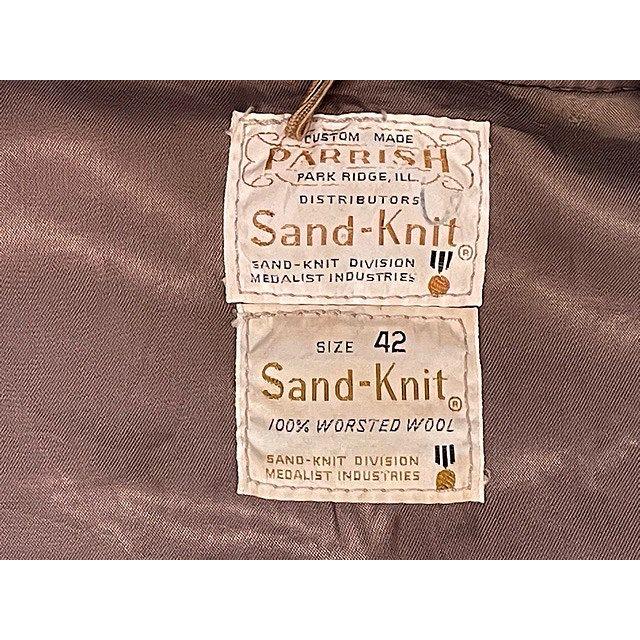 CUSTOM MADE
PARRISH
PARK RIDGE, ILL.
DISTRIBUTORS
Sand-Knit®
SAND-KNIT DIVISION
MEDALIST INDUSTRIES
SIZE 42
Sand-Knit®
100% WORSTED WOOL
SAND-KNIT DIVISION
MEDALIST INDUSTRIES